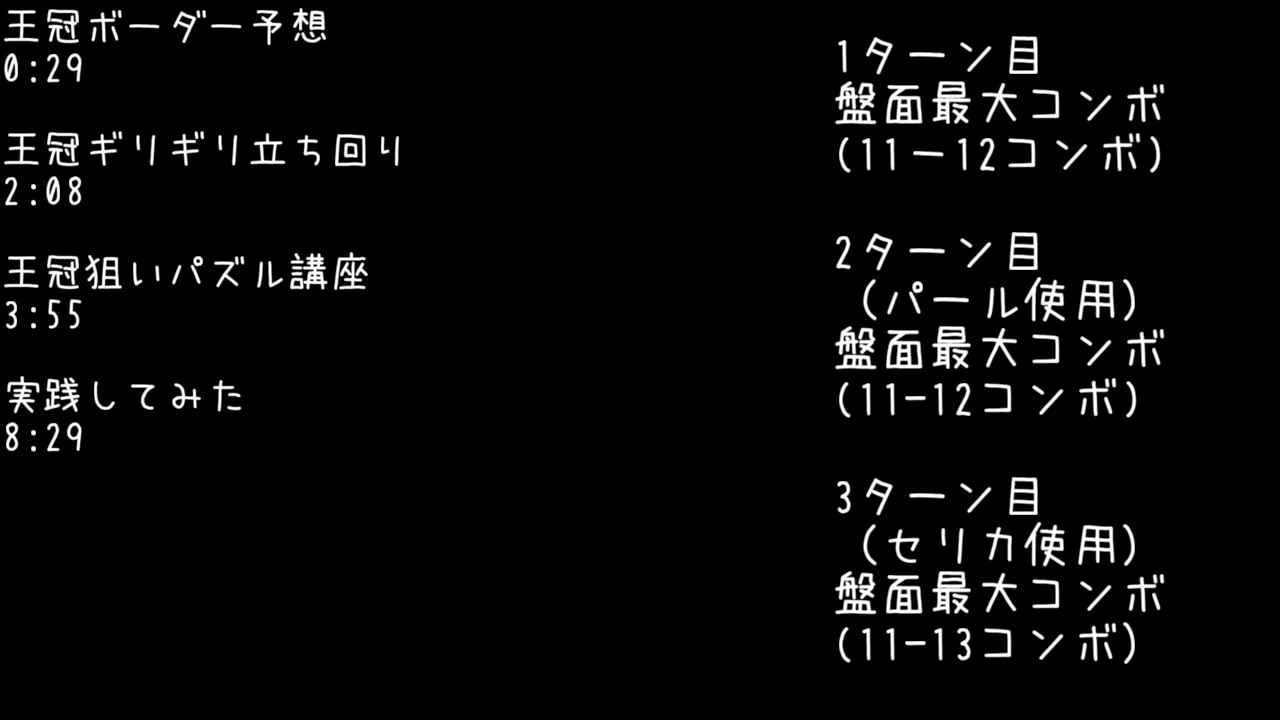 王冠ボーダー予想
0:29
王冠ギリギリ立ち回り
2:08
王冠狙いパズル講座
3:55
実践してみた
8:29
1ターン目
盤面最大コンボ
(11ー12コンボ)
2ターン目
(パール使用)
盤面最大コンボ
(11-12コンボ)
3ターン目
(セリカ使用)
盤面最大コンボ
(11-13コンボ)